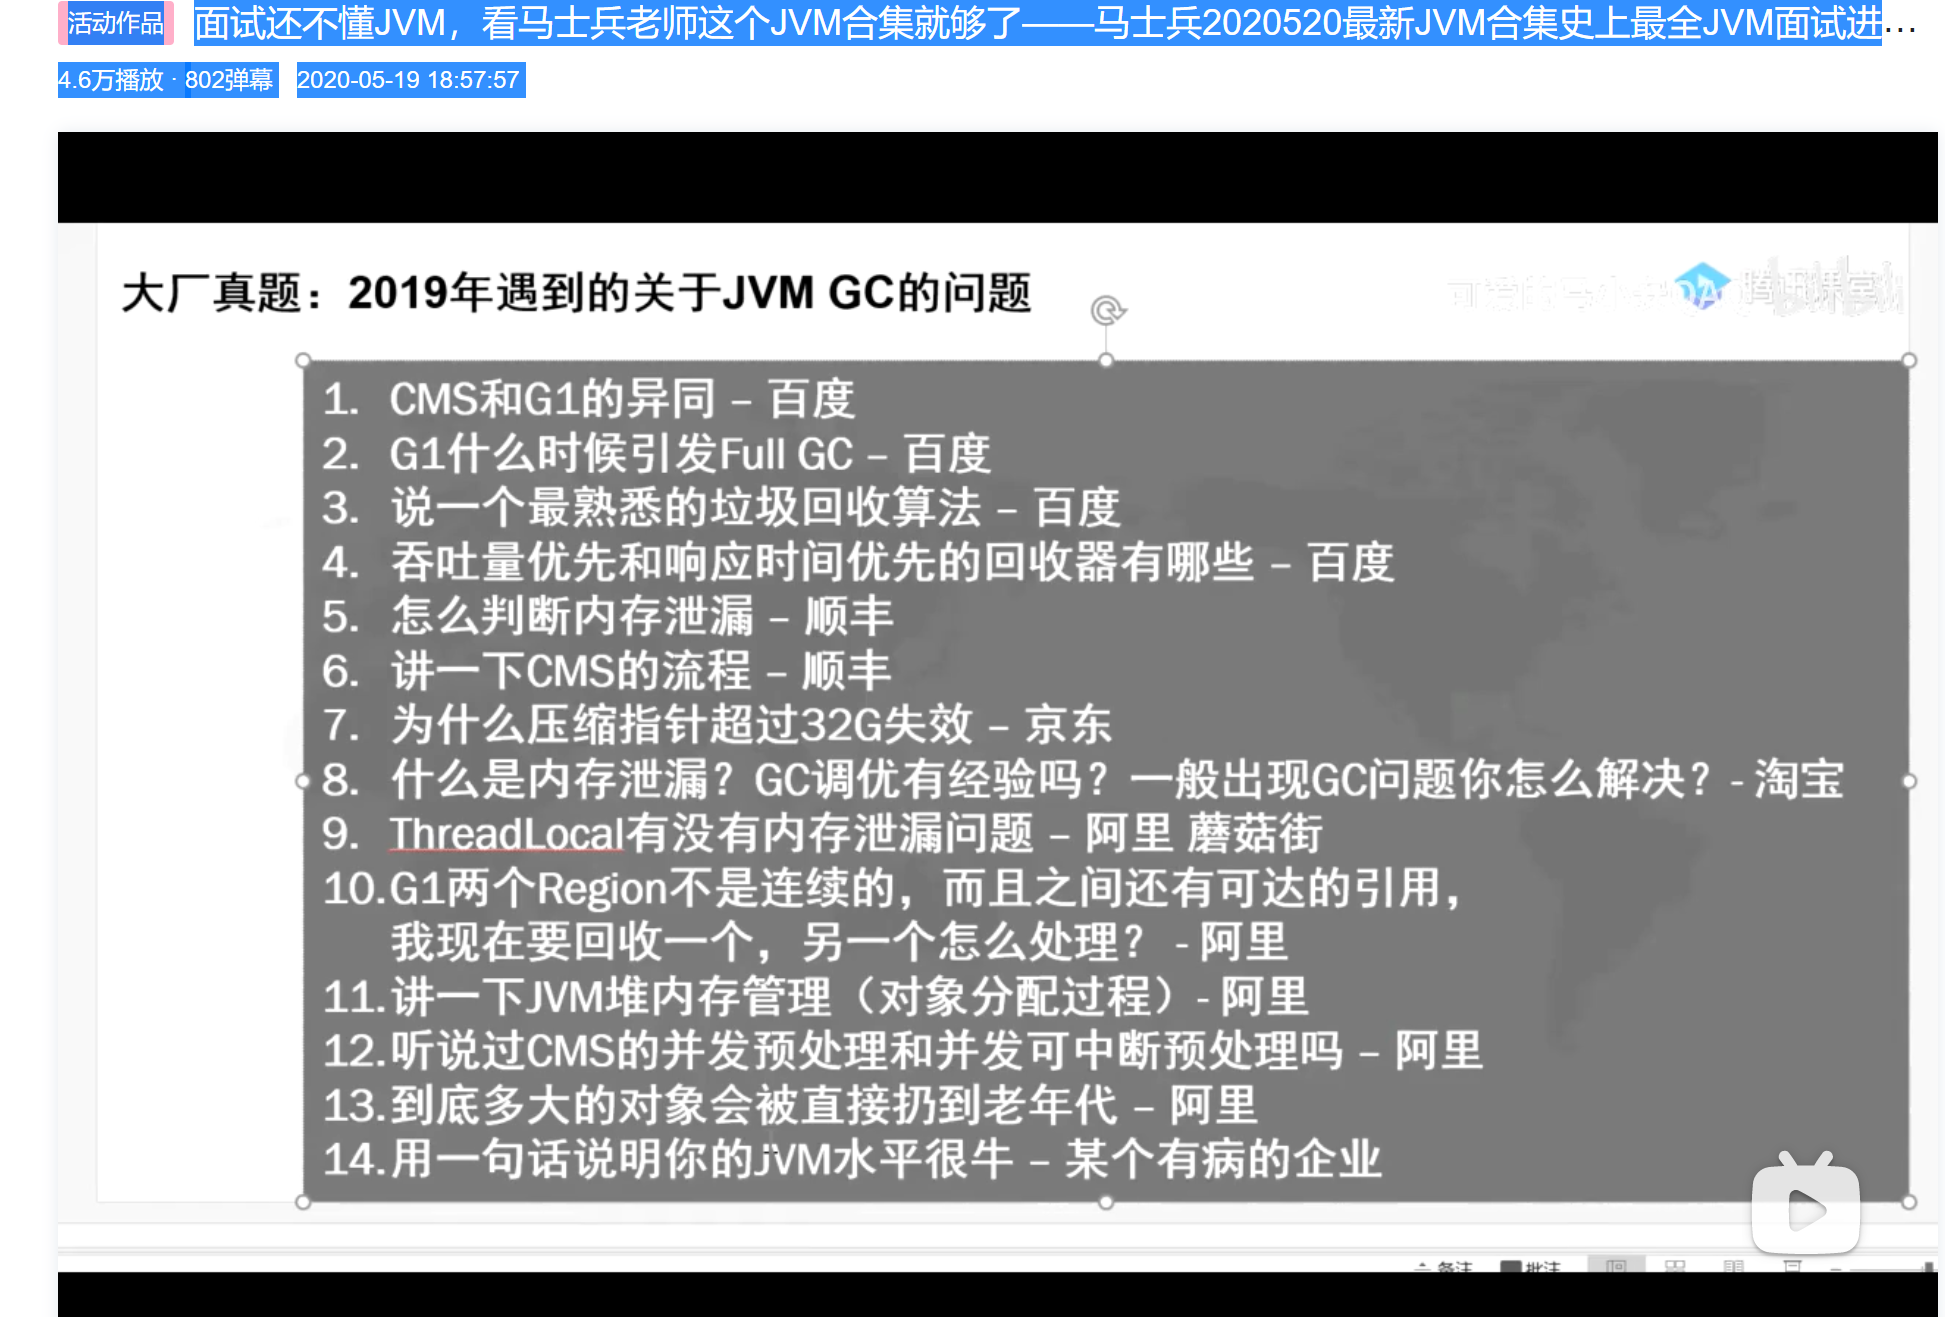 活动作品 面试还不懂JVM，看马士兵老师这个JVM合集就够了——马士兵2020520最新JVM合集史上最全JVM面试进…
4.6万播放 · 802弹幕 2020-05-19 18:57:57
大厂真题：2019年遇到的关于JVM GC的问题
腾讯课堂
1. CMS和G1的异同 – 百度
2. G1什么时候引发Full GC – 百度
3. 说一个最熟悉的垃圾回收算法 – 百度
4. 吞吐量优先和响应时间优先的回收器有哪些 – 百度
5. 怎么判断内存泄漏 – 顺丰
6. 讲一下CMS的流程 – 顺丰
7. 为什么压缩指针超过32G失效 – 京东
8. 什么是内存泄漏？GC调优有经验吗？一般出现GC问题你怎么解决？- 淘宝
9. ThreadLocal有没有内存泄漏问题 – 阿里 蘑菇街
10.G1两个Region不是连续的，而且之间还有可达的引用，
我现在要回收一个，另一个怎么处理？ - 阿里
11.讲一下JVM堆内存管理（对象分配过程）- 阿里
12.听说过CMS的并发预处理和并发可中断预处理吗 – 阿里
13.到底多大的对象会被直接扔到老年代 – 阿里
14.用一句话说明你的JVM水平很牛 – 某个有病的企业
备注 批注